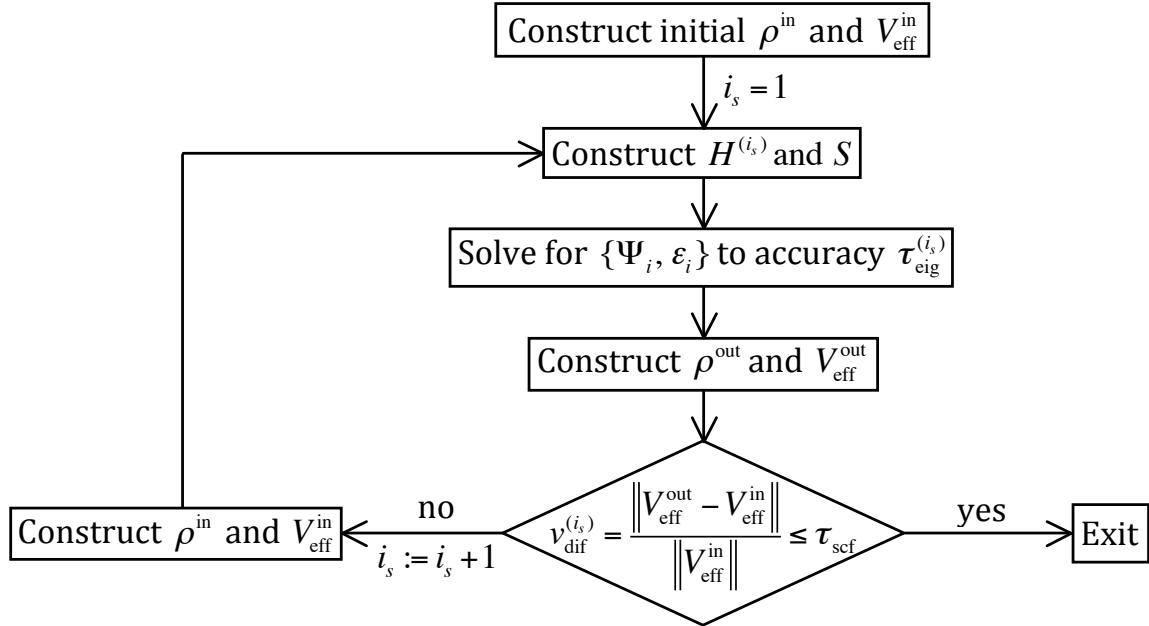 Construct initial ρ^in and V_eff^in
i_s = 1
Construct H^(i_s) and S
Solve for {Ψ_i, ε_i} to accuracy τ_eig^(i_s)
Construct ρ^out and V_eff^out
v_dif^(i_s) = ‖V_eff^out − V_eff^in‖ / ‖V_eff^in‖ ≤ τ_scf
no
i_s := i_s + 1
Construct ρ^in and V_eff^in
yes
Exit